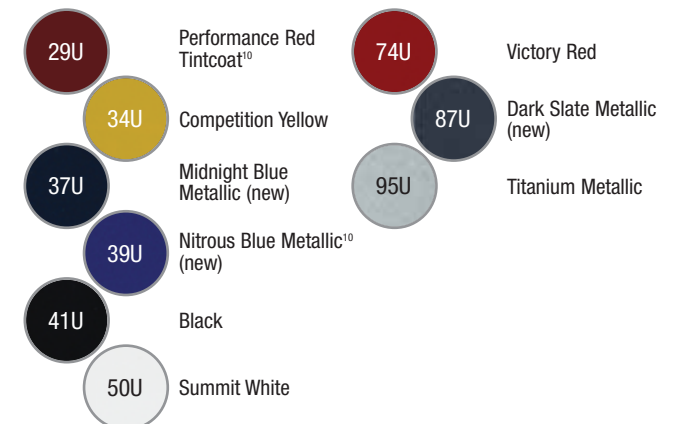 29U
Performance Red
Tintcoat¹⁰
34U
Competition Yellow
37U
Midnight Blue
Metallic (new)
39U
Nitrous Blue Metallic¹⁰
(new)
41U
Black
50U
Summit White
74U
Victory Red
87U
Dark Slate Metallic
(new)
95U
Titanium Metallic